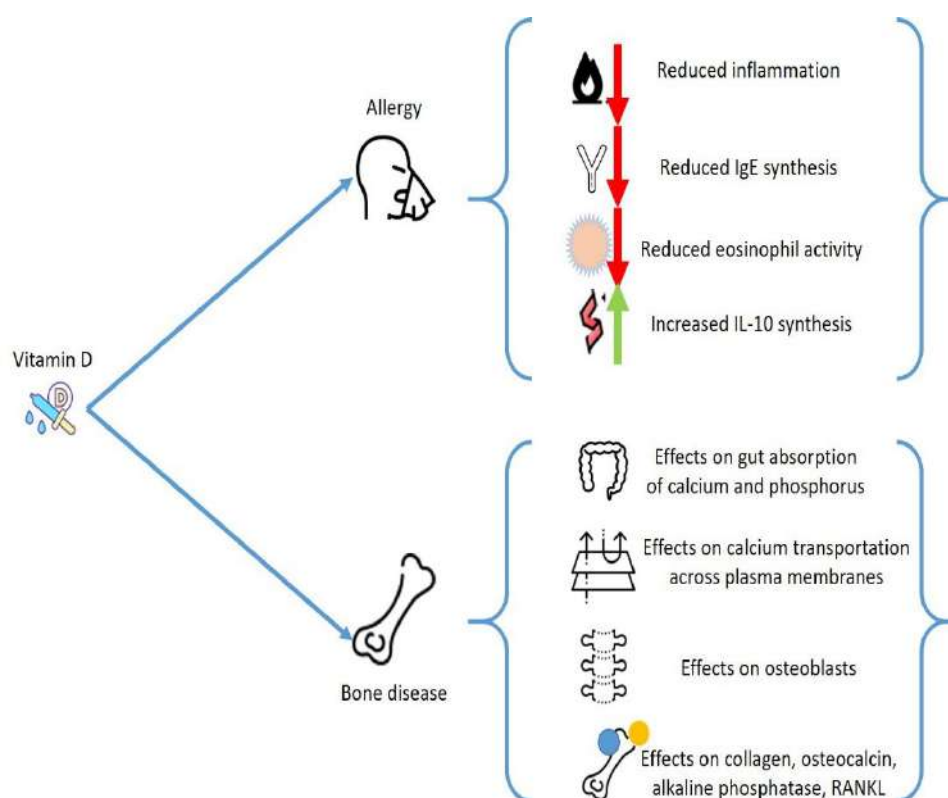 Allergy
Reduced inflammation
Reduced IgE synthesis
Reduced eosinophil activity
Increased IL-10 synthesis
Vitamin D
D
Bone disease
Effects on gut absorption
of calcium and phosphorus
Effects on calcium transportation
across plasma membranes
Effects on osteoblasts
Effects on collagen, osteocalcin,
alkaline phosphatase, RANKL